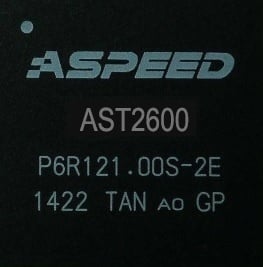 ASPEED
AST2600
P6R121.00S-2E
1422 TAN A0 GP